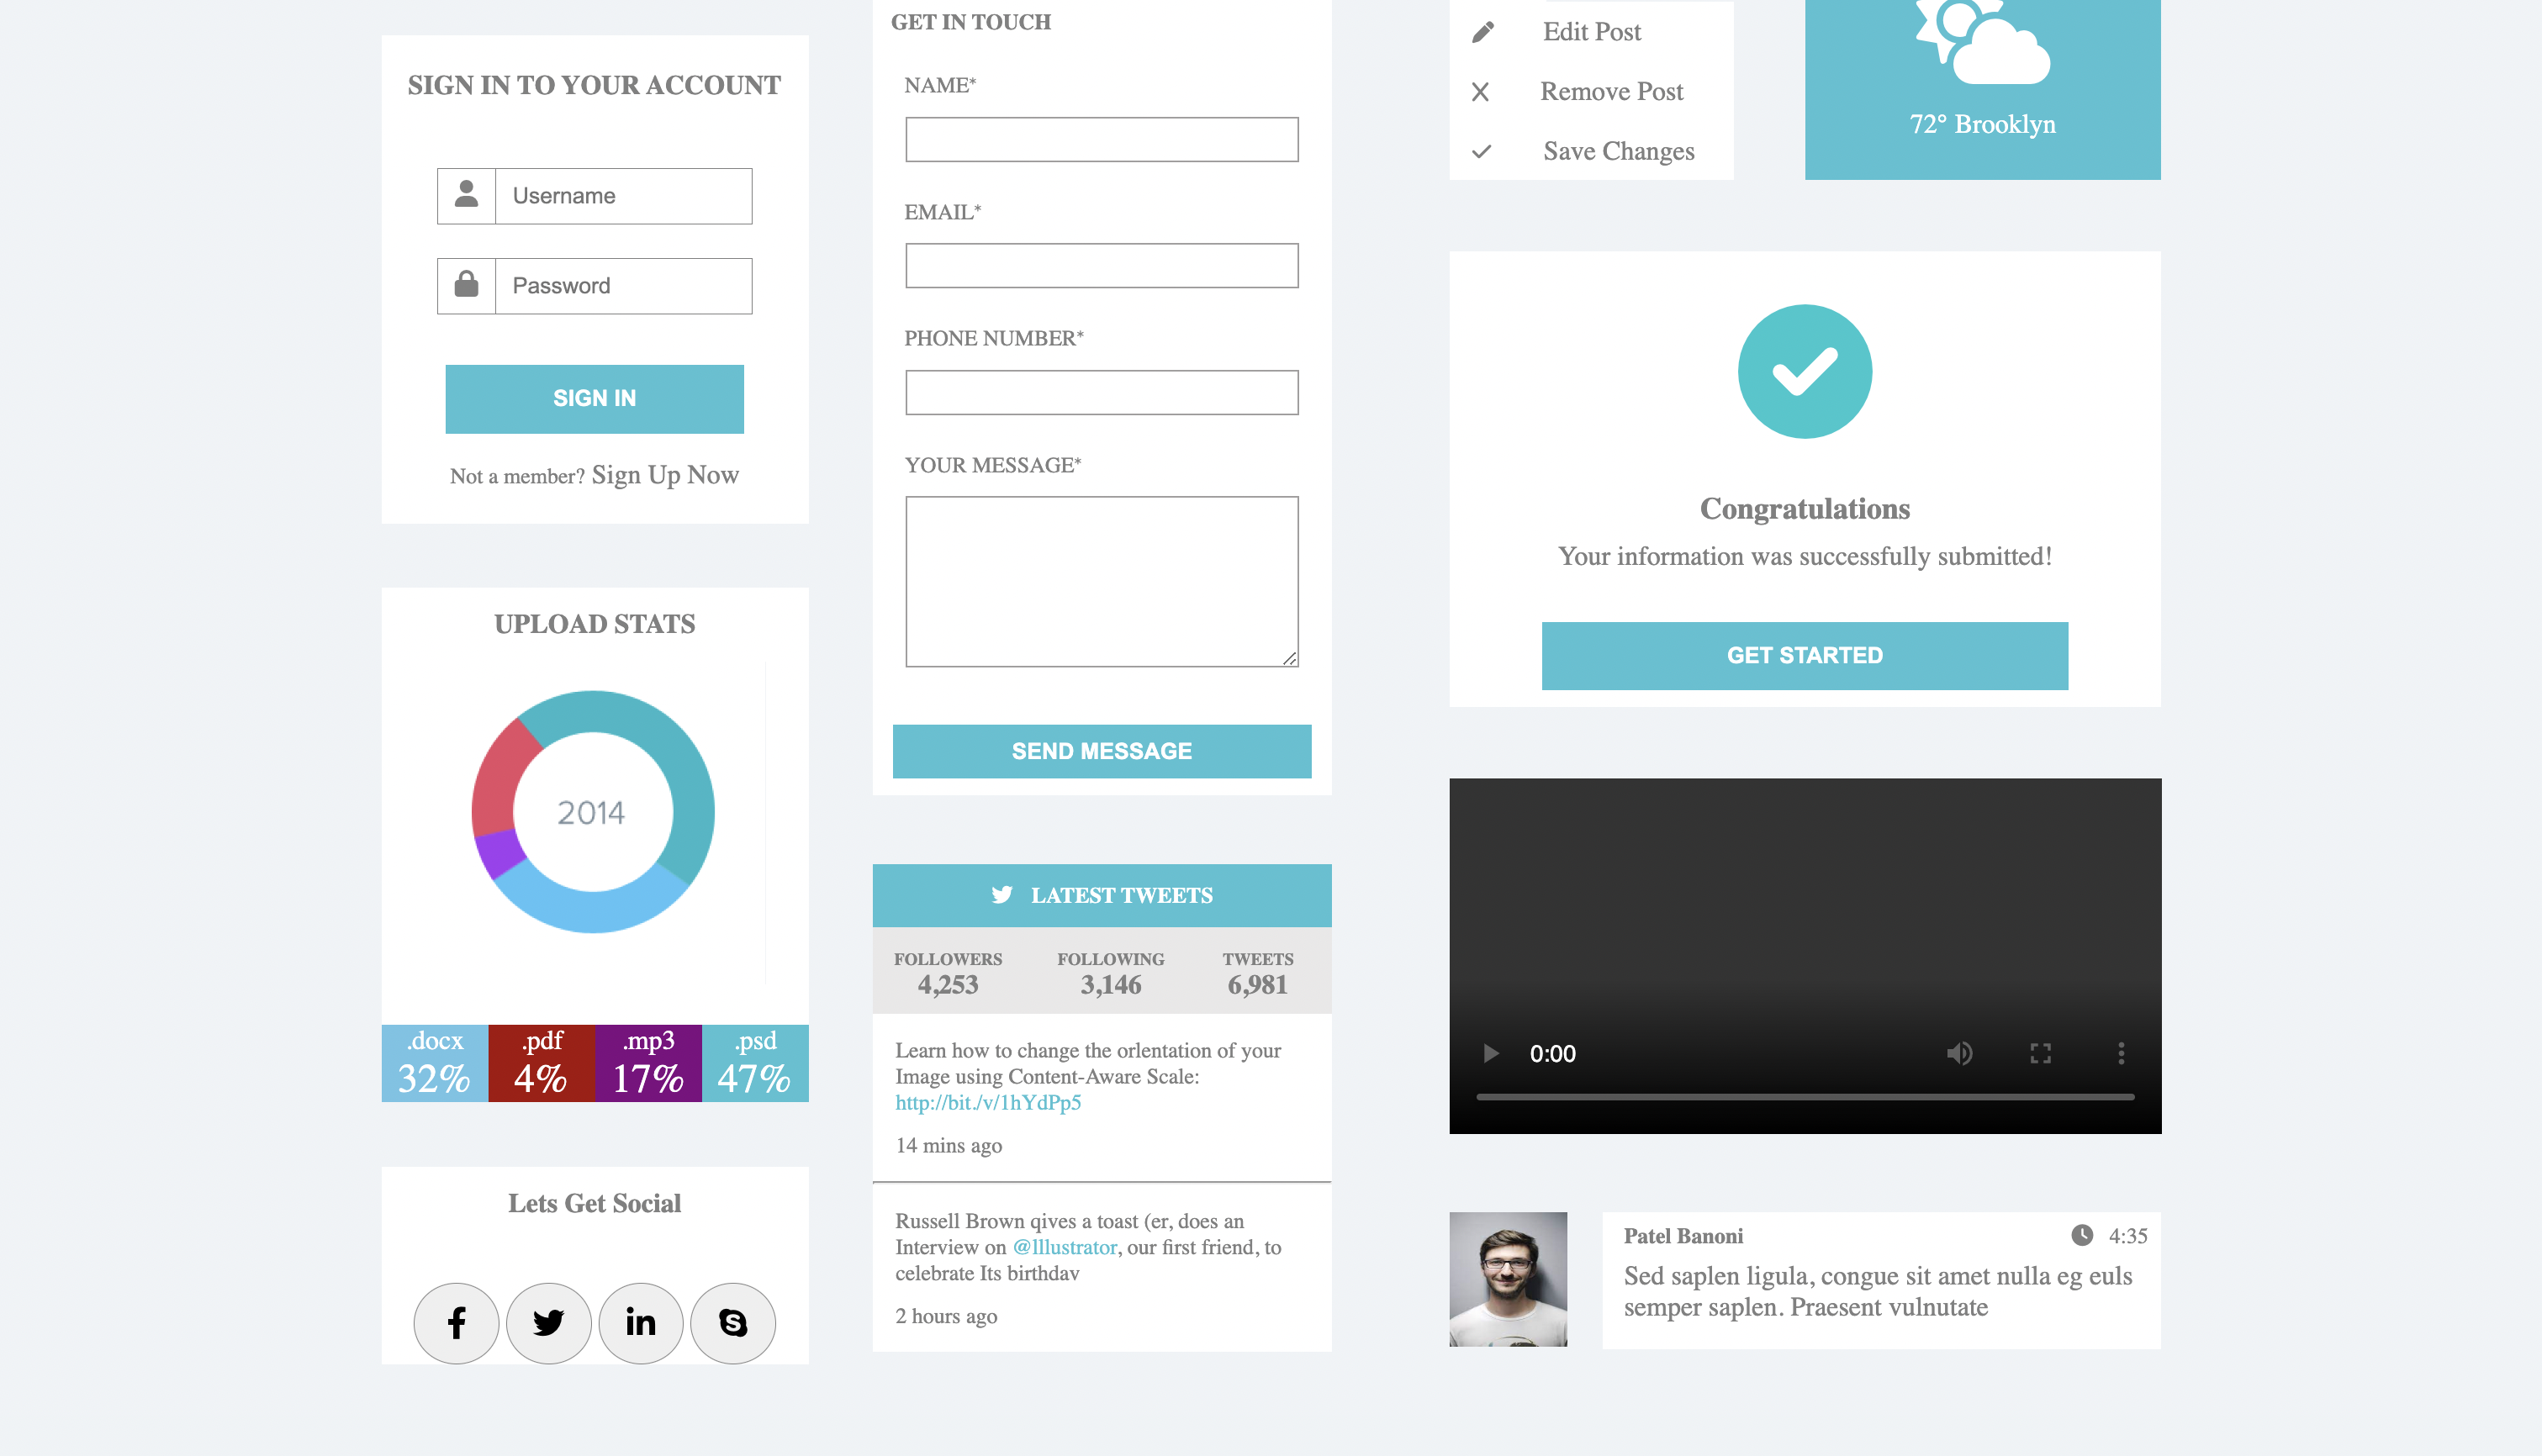 SIGN IN TO YOUR ACCOUNT
Username
Password
SIGN IN
Not a member? Sign Up Now
UPLOAD STATS
2014
.docx
32%
.pdf
4%
.mp3
17%
.psd
47%
Lets Get Social
GET IN TOUCH
NAME*
EMAIL*
PHONE NUMBER*
YOUR MESSAGE*
SEND MESSAGE
LATEST TWEETS
FOLLOWERS
4,253
FOLLOWING
3,146
TWEETS
6,981
Learn how to change the orlentation of your
Image using Content-Aware Scale:
http://bit./v/1hYdPp5
14 mins ago
Russell Brown qives a toast (er, does an
Interview on @lllustrator, our first friend, to
celebrate Its birthdav
2 hours ago
Edit Post
Remove Post
Save Changes
72° Brooklyn
Congratulations
Your information was successfully submitted!
GET STARTED
0:00
Patel Banoni
4:35
Sed saplen ligula, congue sit amet nulla eg euls
semper saplen. Praesent vulnutate